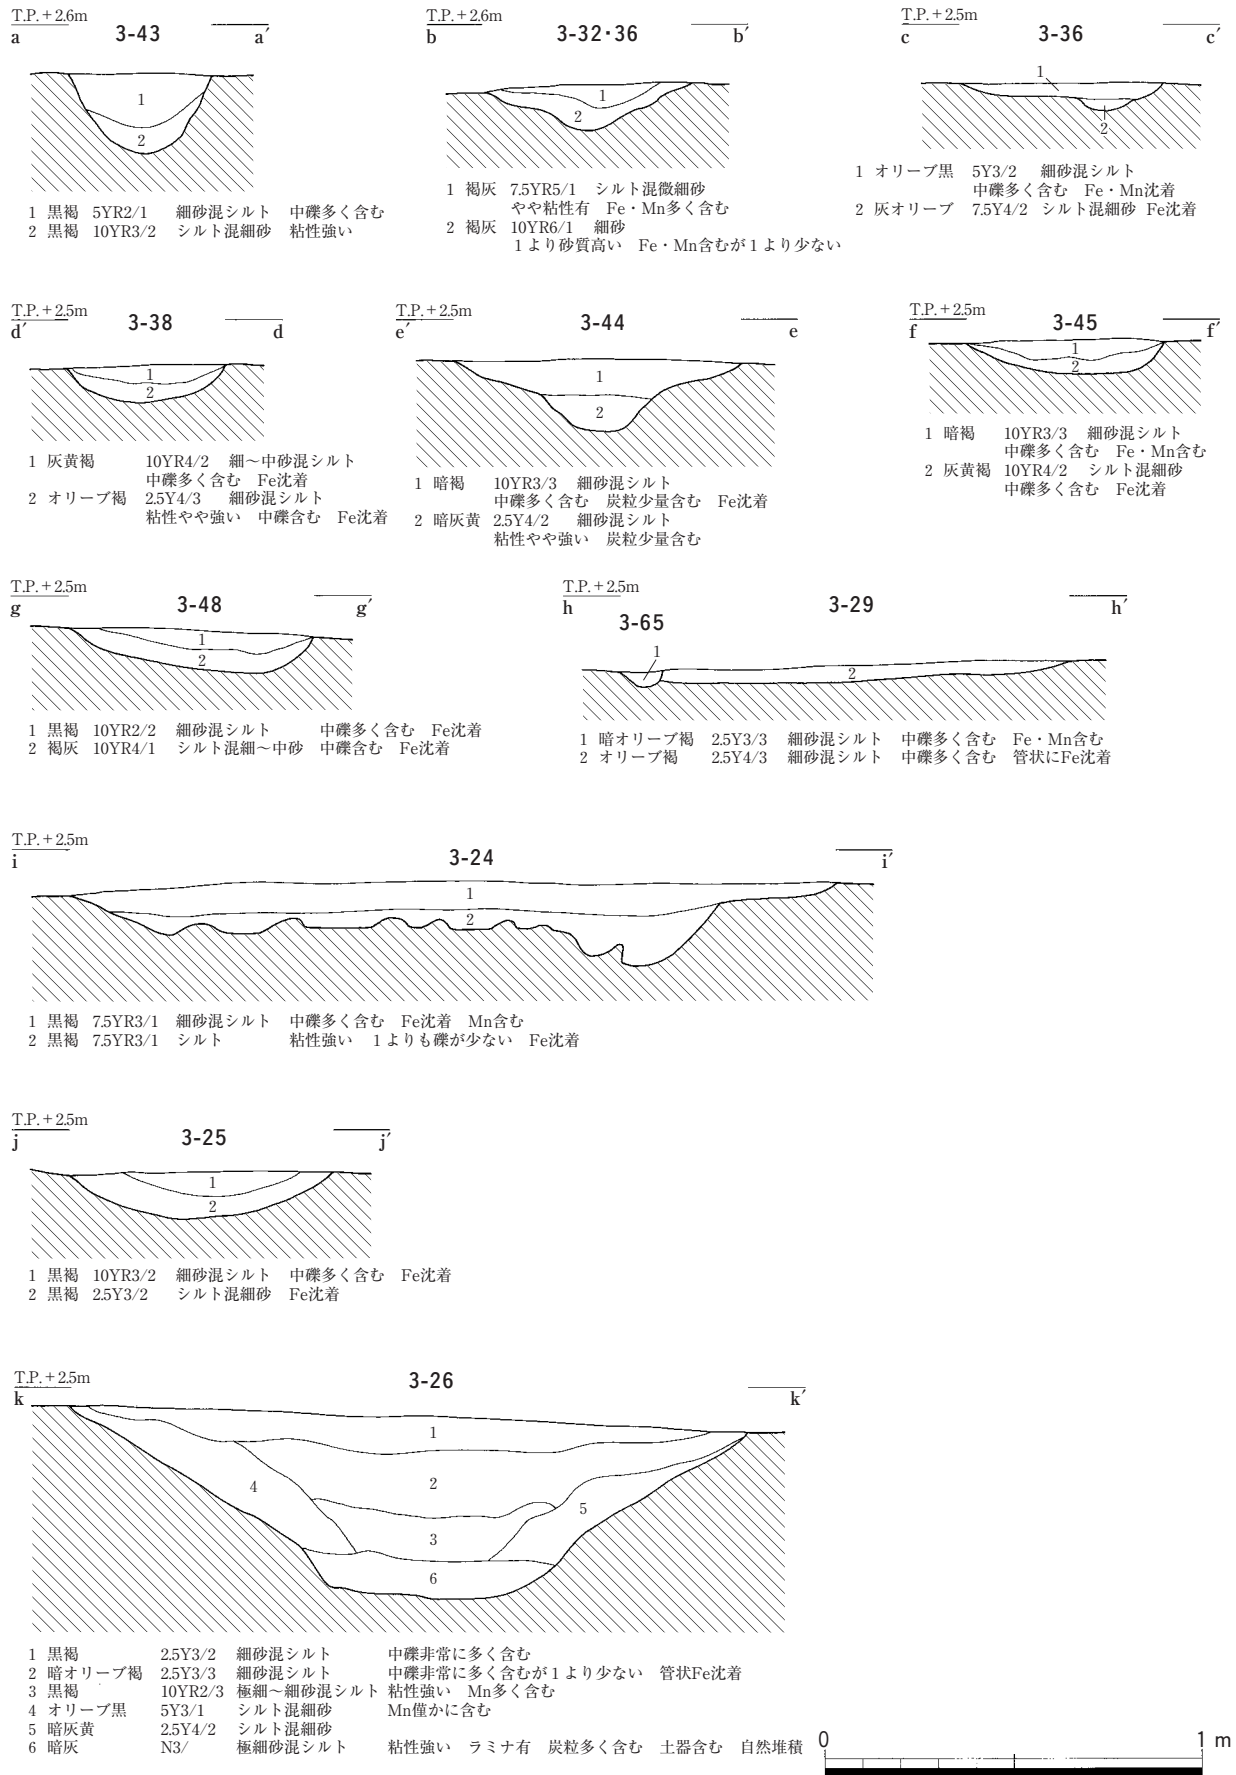 T.P.＋2.6m
a 3-43 a′
1
2
1 黒褐 5YR2/1 細砂混シルト 中礫多く含む
2 黒褐 10YR3/2 シルト混細砂 粘性強い
T.P.＋2.6m
b 3-32・36 b′
1
2
1 褐灰 7.5YR5/1 シルト混微細砂
やや粘性有 Fe・Mn多く含む
2 褐灰 10YR6/1 細砂
1より砂質高い Fe・Mn含むが1より少ない
T.P.＋2.5m
c 3-36 c′
1
2
1 オリーブ黒 5Y3/2 細砂混シルト
中礫多く含む Fe・Mn沈着
2 灰オリーブ 7.5Y4/2 シルト混細砂 Fe沈着
T.P.＋2.5m
d′ 3-38 d
1
2
1 灰黄褐 10YR4/2 細～中砂混シルト
中礫多く含む Fe沈着
2 オリーブ褐 2.5Y4/3 細砂混シルト
粘性やや強い 中礫含む Fe沈着
T.P.＋2.5m
e′ 3-44 e
1
2
1 暗褐 10YR3/3 細砂混シルト
中礫多く含む 炭粒少量含む Fe沈着
2 暗灰黄 2.5Y4/2 細砂混シルト
粘性やや強い 炭粒少量含む
T.P.＋2.5m
f 3-45 f′
1
2
1 暗褐 10YR3/3 細砂混シルト
中礫多く含む Fe・Mn含む
2 灰黄褐 10YR4/2 シルト混細砂
中礫多く含む Fe沈着
T.P.＋2.5m
g 3-48 g′
1
2
1 黒褐 10YR2/2 細砂混シルト 中礫多く含む Fe沈着
2 褐灰 10YR4/1 シルト混細～中砂 中礫含む Fe沈着
T.P.＋2.5m
h 3-29 h′
3-65
1
2
1 暗オリーブ褐 2.5Y3/3 細砂混シルト 中礫多く含む Fe・Mn含む
2 オリーブ褐 2.5Y4/3 細砂混シルト 中礫多く含む 管状にFe沈着
T.P.＋2.5m
i 3-24 i′
1
2
1 黒褐 7.5YR3/1 細砂混シルト 中礫多く含む Fe沈着 Mn含む
2 黒褐 7.5YR3/1 シルト 粘性強い 1よりも礫が少ない Fe沈着
T.P.＋2.5m
j 3-25 j′
1
2
1 黒褐 10YR3/2 細砂混シルト 中礫多く含む Fe沈着
2 黒褐 2.5Y3/2 シルト混細砂 Fe沈着
T.P.＋2.5m
k 3-26 k′
1
2
4
5
3
6
1 黒褐 2.5Y3/2 細砂混シルト 中礫非常に多く含む
2 暗オリーブ褐 2.5Y3/3 細砂混シルト 中礫非常に多く含むが1より少ない 管状Fe沈着
3 黒褐 10YR2/3 極細～細砂混シルト 粘性強い Mn多く含む
4 オリーブ黒 5Y3/1 シルト混細砂 Mn僅かに含む
5 暗灰黄 2.5Y4/2 シルト混細砂
6 暗灰 N3/ 極細砂混シルト 粘性強い ラミナ有 炭粒多く含む 土器含む 自然堆積
0 1 m